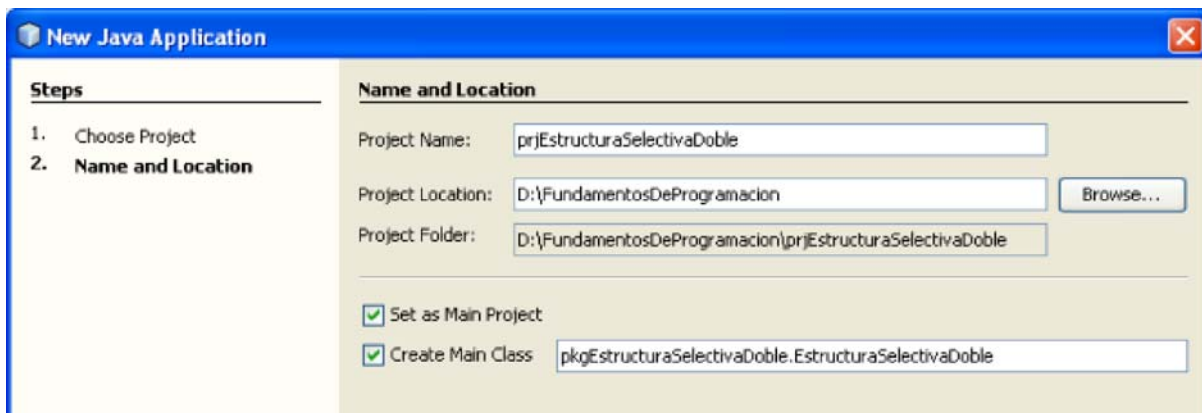 New Java Application
Steps
1. Choose Project
2. Name and Location
Name and Location
Project Name: prjEstructuraSelectivaDoble
Project Location: D:\FundamentosDeProgramacion Browse...
Project Folder: D:\FundamentosDeProgramacion\prjEstructuraSelectivaDoble
Set as Main Project
Create Main Class pkgEstructuraSelectivaDoble.EstructuraSelectivaDoble